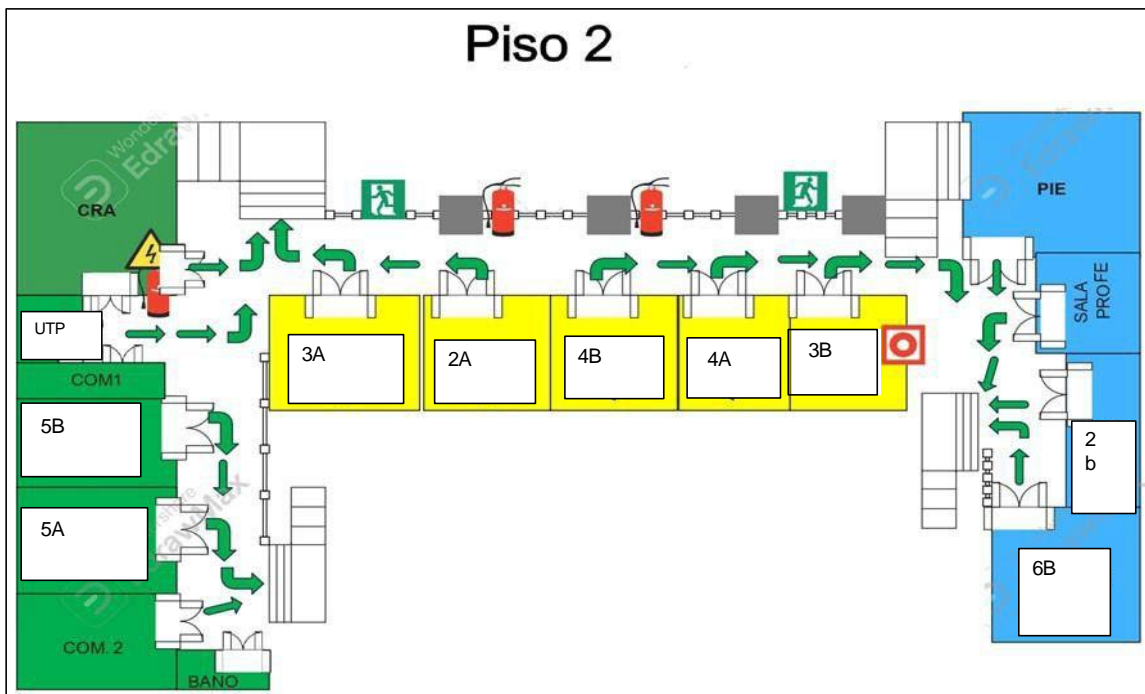 Piso 2
CRA
PIE
SALA
PROFE
UTP
COM1
3A
2A
4B
4A
3B
5B
2
b
5A
6B
COM. 2
BANO